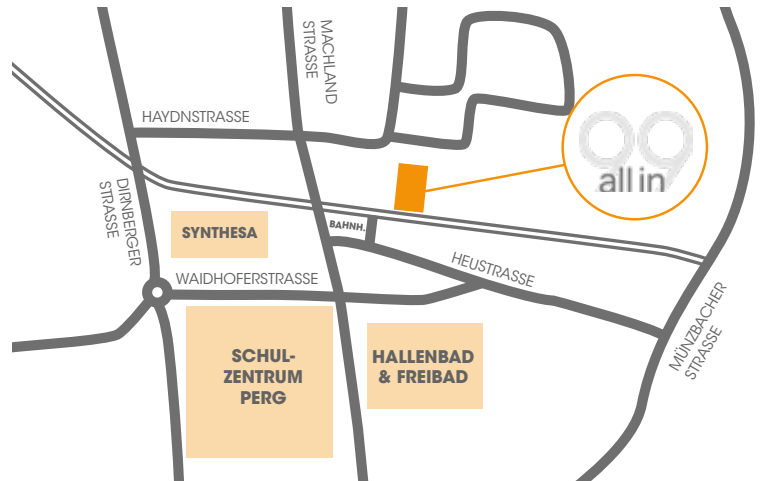 MACHLAND
STRASSE
HAYDNSTRASSE
99
all in
DIRNBERGER
STRASSE
SYNTHESA
BAHNH.
HEUSTRASSE
WAIDHOFERSTRASSE
MÜNZBACHER
STRASSE
SCHUL-
ZENTRUM
PERG
HALLENBAD
& FREIBAD